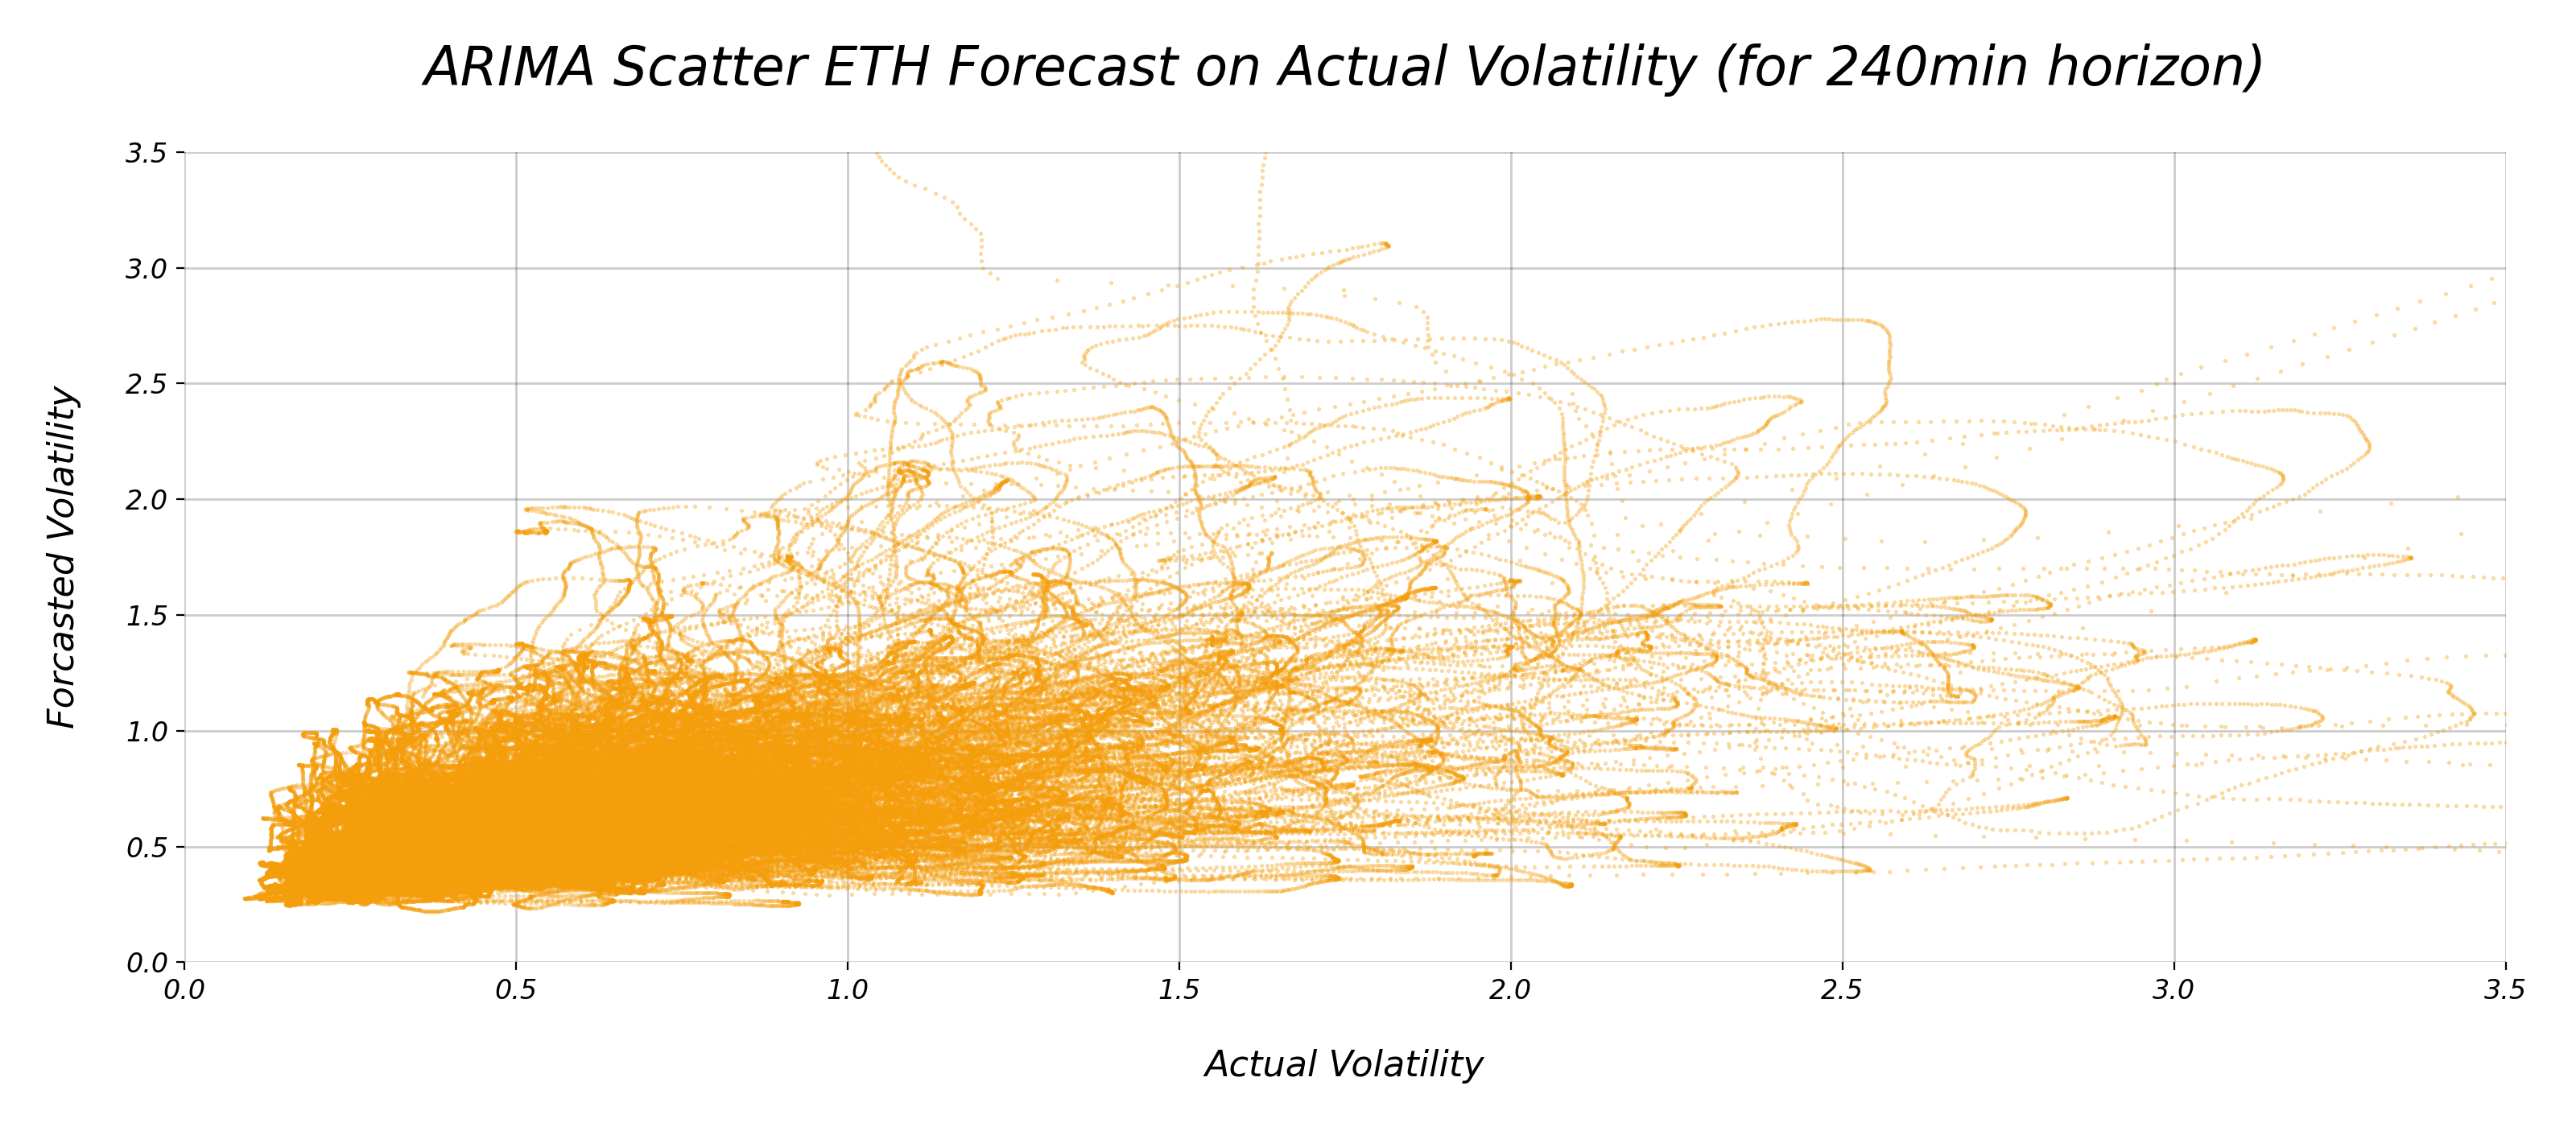 ARIMA Scatter ETH Forecast on Actual Volatility (for 240min horizon)
Forcasted Volatility
3.5
3.0
2.5
2.0
1.5
1.0
0.5
0.0
0.0 0.5 1.0 1.5 2.0 2.5 3.0 3.5
Actual Volatility